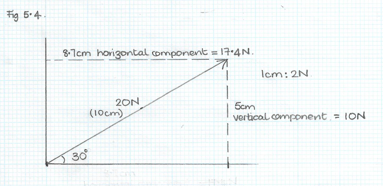 Fig 5.4.
8.7cm horizontal component = 17.4N.
1cm: 2N
20N
(10cm)
5cm
vertical component = 10N
30°